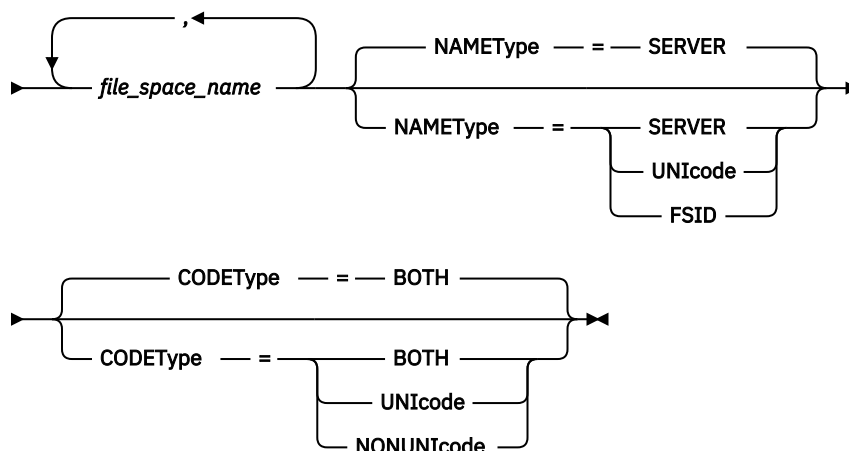 ,
NAMEType = SERVER
file_space_name
NAMEType = SERVER
UNIcode
FSID
CODEType = BOTH
CODEType = BOTH
UNIcode
NONUNIcode